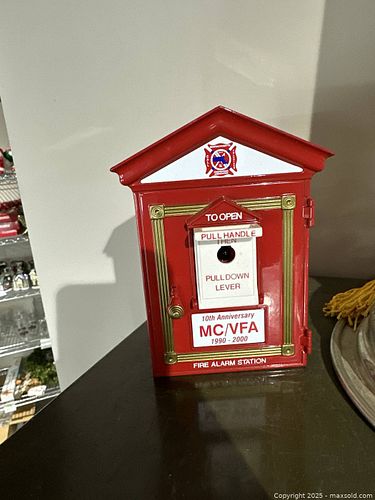 TO OPEN
PULL HANDLE
THEN
PULL DOWN
LEVER
10th Anniversary
MC/VFA
1990 - 2000
FIRE ALARM STATION
Copyright © 2025 - maxsold.com